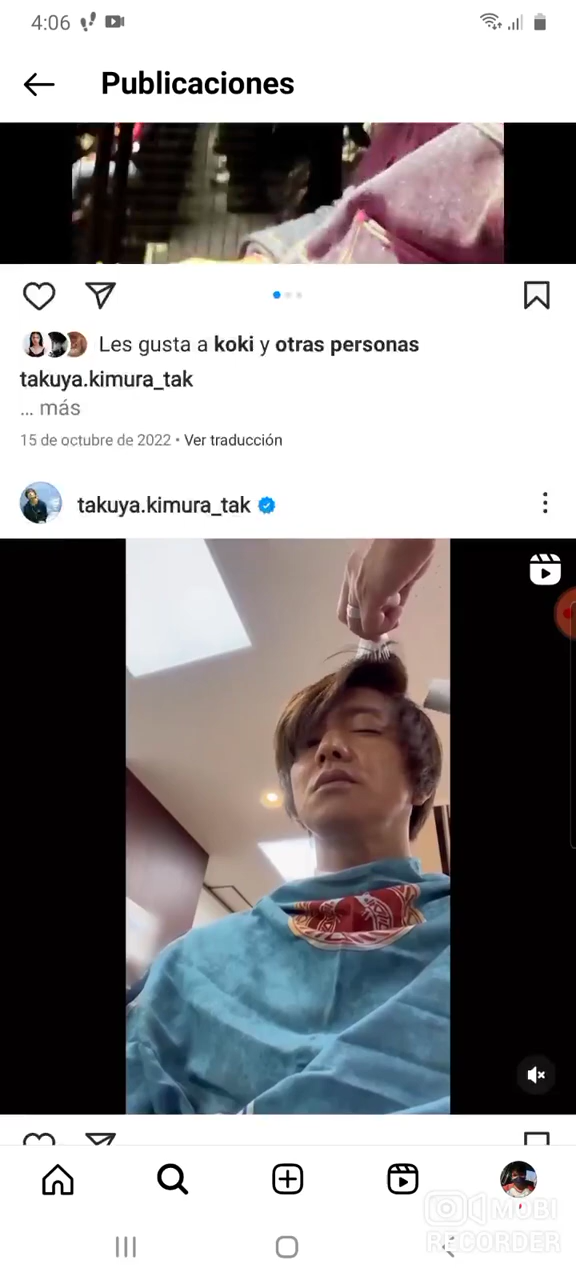 4:06
Publicaciones
Les gusta a koki y otras personas
takuya.kimura_tak
... más
15 de octubre de 2022 • Ver traducción
takuya.kimura_tak
MOBI
RECORDER